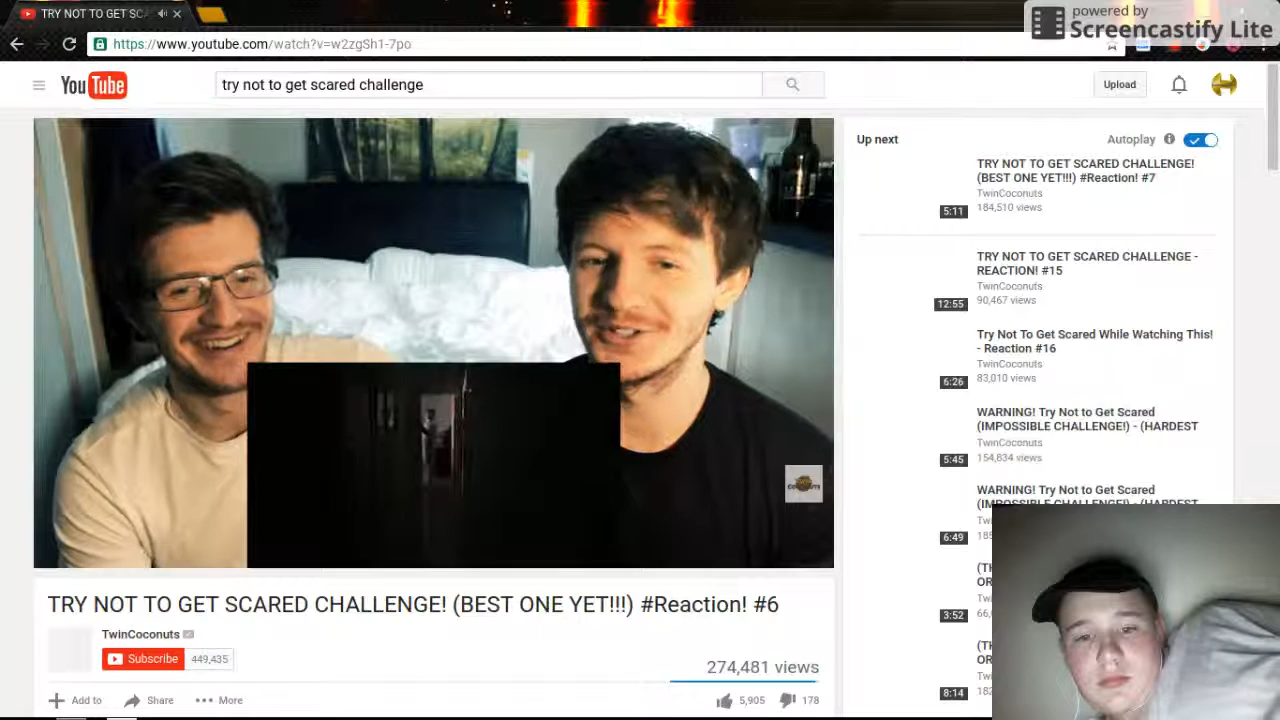 TRY NOT TO GET SC
powered by
Screencastify Lite
https://www.youtube.com/watch?v=w2zgSh1-7po
YouTube
try not to get scared challenge
Upload
Up next
Autoplay
TRY NOT TO GET SCARED CHALLENGE!
(BEST ONE YET!!!) #Reaction! #7
TwinCoconuts
184,510 views
5:11
TRY NOT TO GET SCARED CHALLENGE -
REACTION! #15
TwinCoconuts
90,467 views
12:55
Try Not To Get Scared While Watching This!
- Reaction #16
TwinCoconuts
83,010 views
6:26
WARNING! Try Not to Get Scared
(IMPOSSIBLE CHALLENGE!) - (HARDEST
TwinCoconuts
154,834 views
5:45
WARNING! Try Not to Get Scared
(IMPOSSIBLE CHALLENGE!) - (HARDEST
6:49
3:52
8:14
TRY NOT TO GET SCARED CHALLENGE! (BEST ONE YET!!!) #Reaction! #6
TwinCoconuts
Subscribe 449,435
274,481 views
Add to Share More
5,905 178